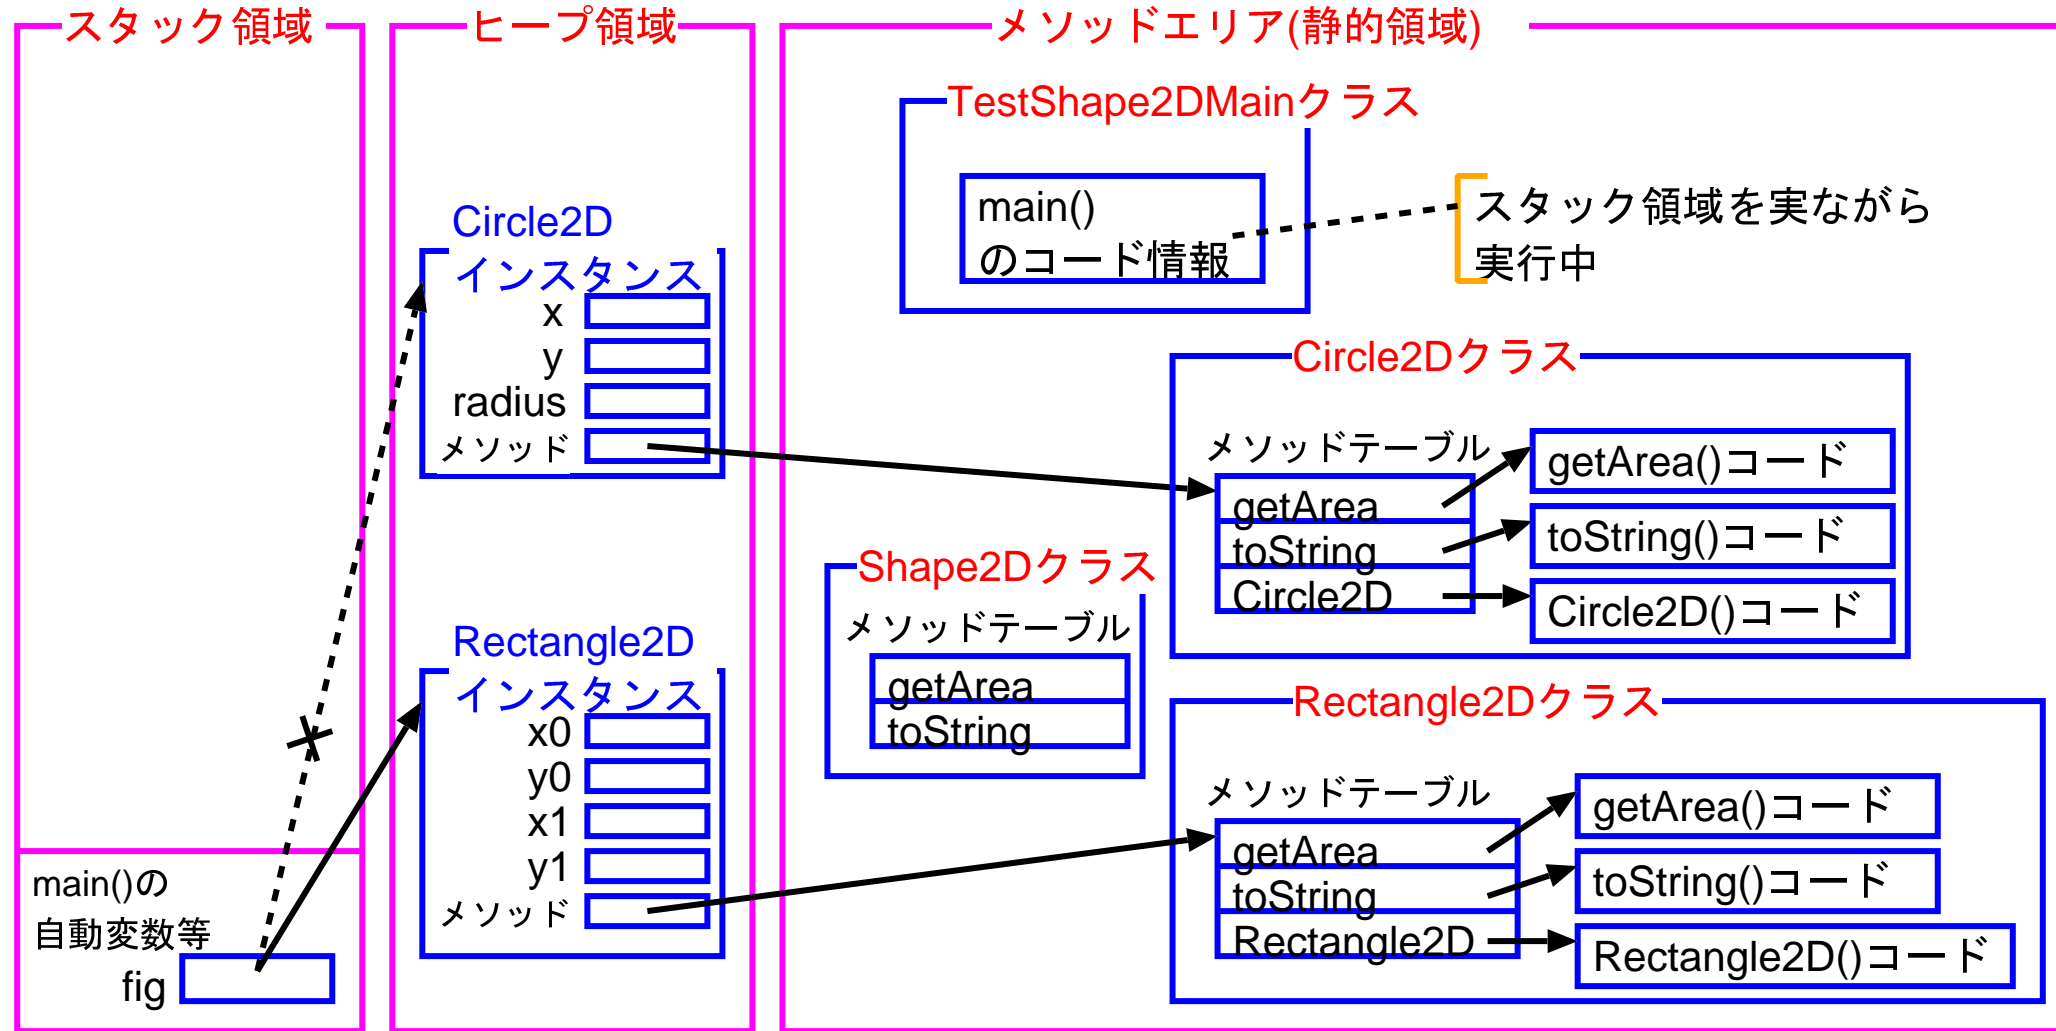 スタック領域
ヒープ領域
メソッドエリア(静的領域)
TestShape2DMainクラス
main()
のコード情報
スタック領域を実ながら
実行中
Circle2D
インスタンス
x
y
radius
メソッド
Circle2Dクラス
メソッドテーブル
getArea
toString
Circle2D
getArea()コード
toString()コード
Circle2D()コード
Shape2Dクラス
メソッドテーブル
getArea
toString
Rectangle2D
インスタンス
x0
y0
x1
y1
メソッド
Rectangle2Dクラス
メソッドテーブル
getArea
toString
Rectangle2D
getArea()コード
toString()コード
Rectangle2D()コード
main()の
自動変数等
fig